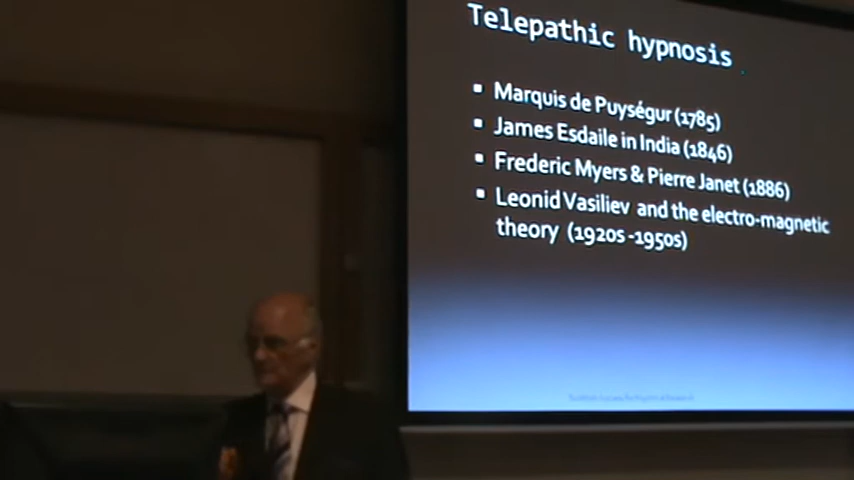 Telepathic hypnosis
Marquis de Puységur (1785)
James Esdaile in India (1846)
Frederic Myers & Pierre Janet (1886)
Leonid Vasiliev and the electro-magnetic
theory (1920s-1950s)